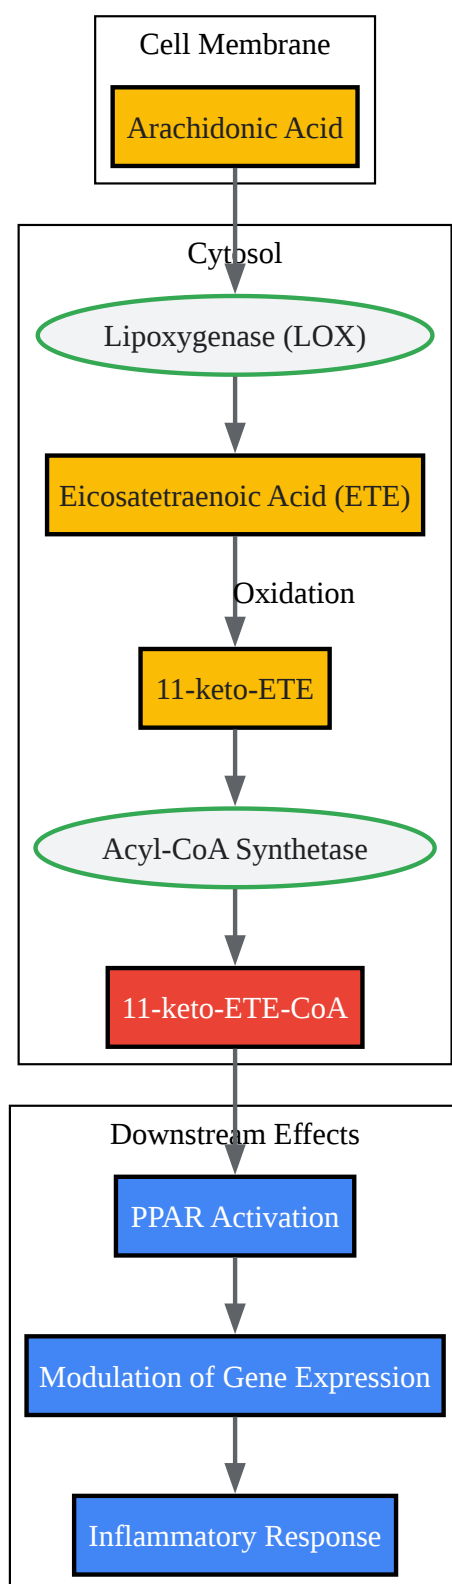 Cell Membrane
Arachidonic Acid
Cytosol
Lipoxygenase (LOX)
Eicosatetraenoic Acid (ETE)
Oxidation
11-keto-ETE
Acyl-CoA Synthetase
11-keto-ETE-CoA
Downstream Effects
PPAR Activation
Modulation of Gene Expression
Inflammatory Response